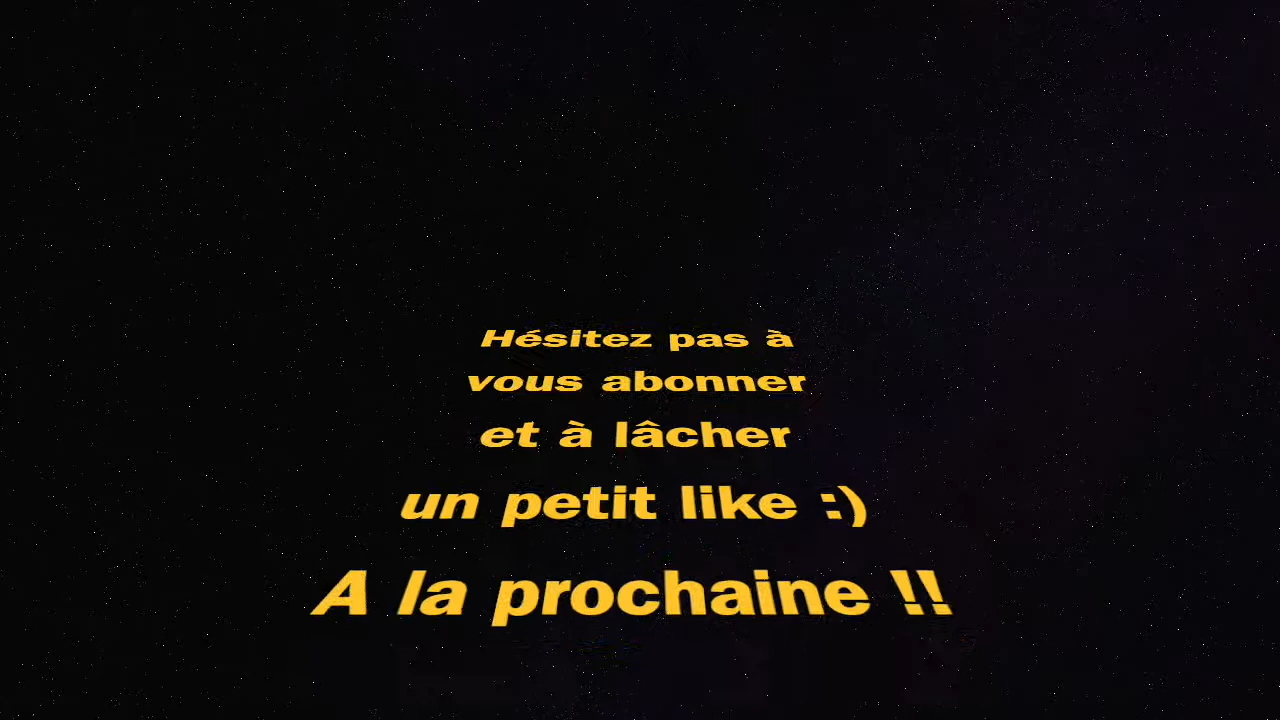 Hésitez pas à
vous abonner
et à lâcher
un petit like :)
A la prochaine !!